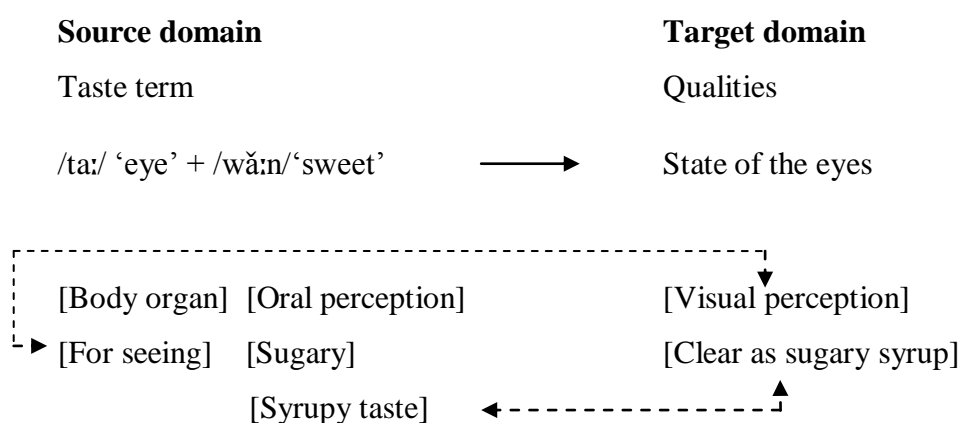 Source domain Target domain
Taste term Qualities
/taː/ ‘eye’ + /wǎːn/‘sweet’ State of the eyes
[Body organ] [Oral perception] [Visual perception]
[For seeing] [Sugary] [Clear as sugary syrup]
[Syrupy taste]